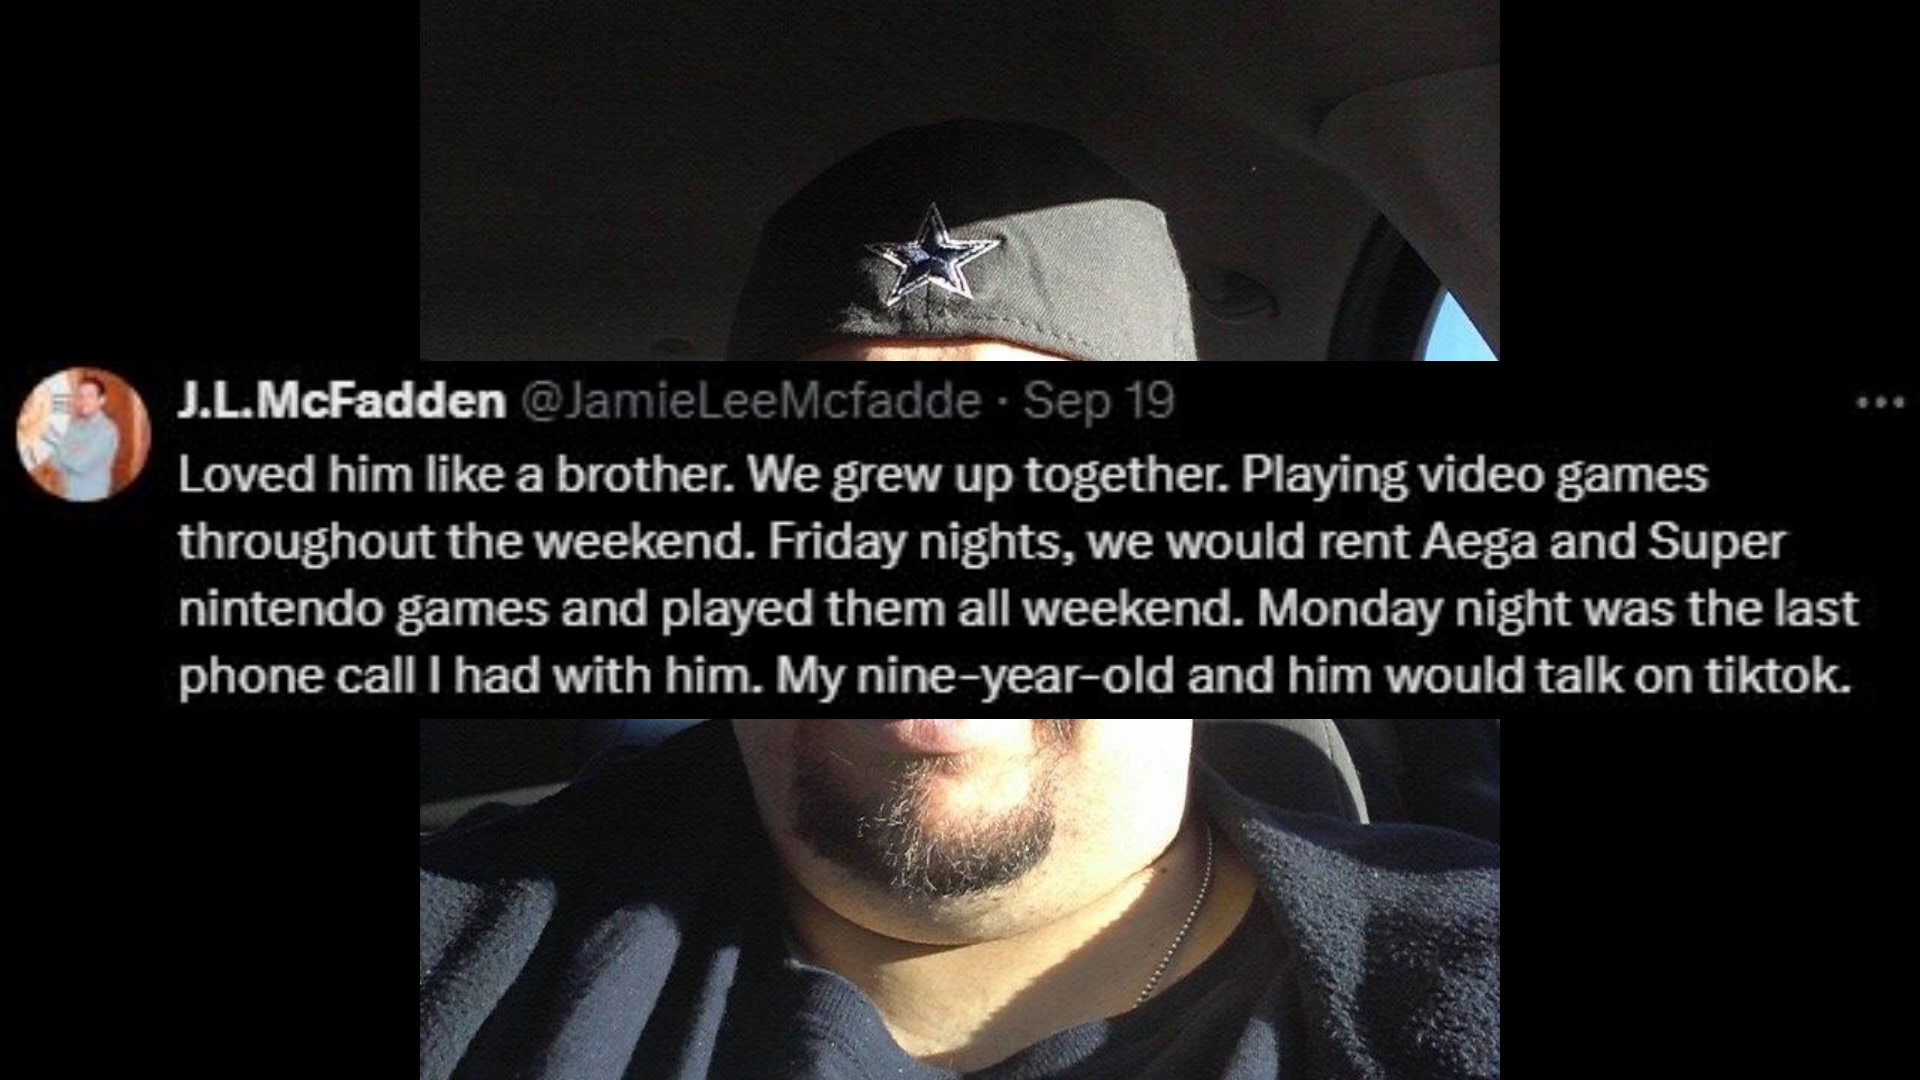 J.L.McFadden @JamieLeeMcfadde · Sep 19
Loved him like a brother. We grew up together. Playing video games
throughout the weekend. Friday nights, we would rent Aega and Super
nintendo games and played them all weekend. Monday night was the last
phone call I had with him. My nine-year-old and him would talk on tiktok.